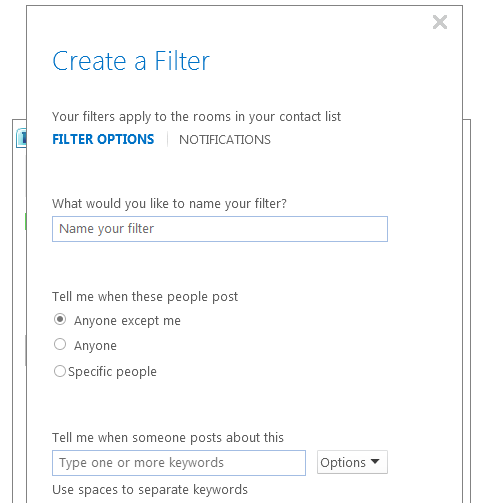 Create a Filter
Your filters apply to the rooms in your contact list
FILTER OPTIONS | NOTIFICATIONS
What would you like to name your filter?
Name your filter
Tell me when these people post
Anyone except me
Anyone
Specific people
Tell me when someone posts about this
Type one or more keywords Options
Use spaces to separate keywords